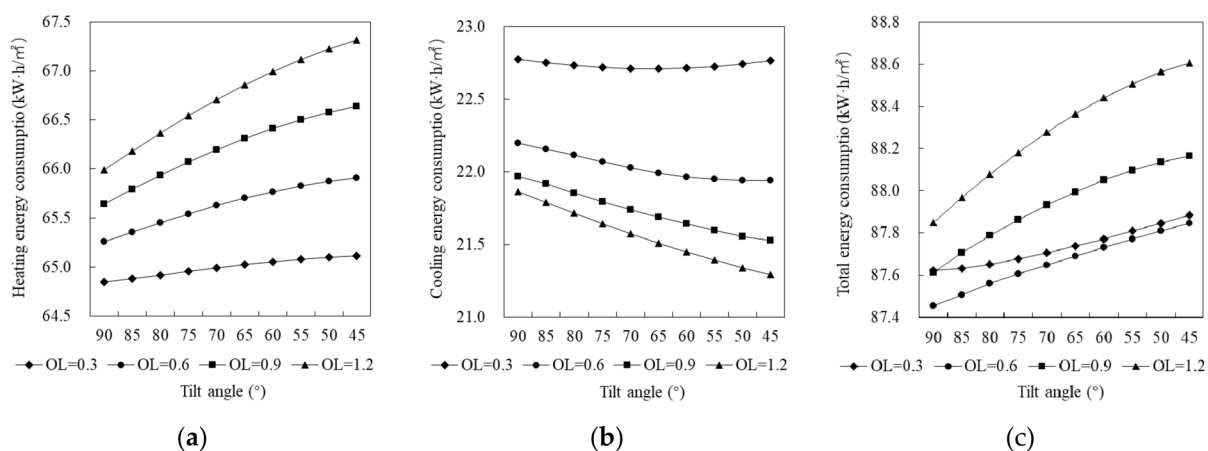 Heating energy consumptio (kW·h/㎡)
67.5
67.0
66.5
66.0
65.5
65.0
64.5
90 85 80 75 70 65 60 55 50 45
OL=0.3 OL=0.6 OL=0.9 OL=1.2
Tilt angle (°)
(a)
Cooling energy consumptio (kW·h/㎡)
23.0
22.5
22.0
21.5
21.0
90 85 80 75 70 65 60 55 50 45
OL=0.3 OL=0.6 OL=0.9 OL=1.2
Tilt angle (°)
(b)
Total energy consumptio (kW·h/㎡)
88.8
88.6
88.4
88.2
88.0
87.8
87.6
87.4
90 85 80 75 70 65 60 55 50 45
OL=0.3 OL=0.6 OL=0.9 OL=1.2
Tilt angle (°)
(c)